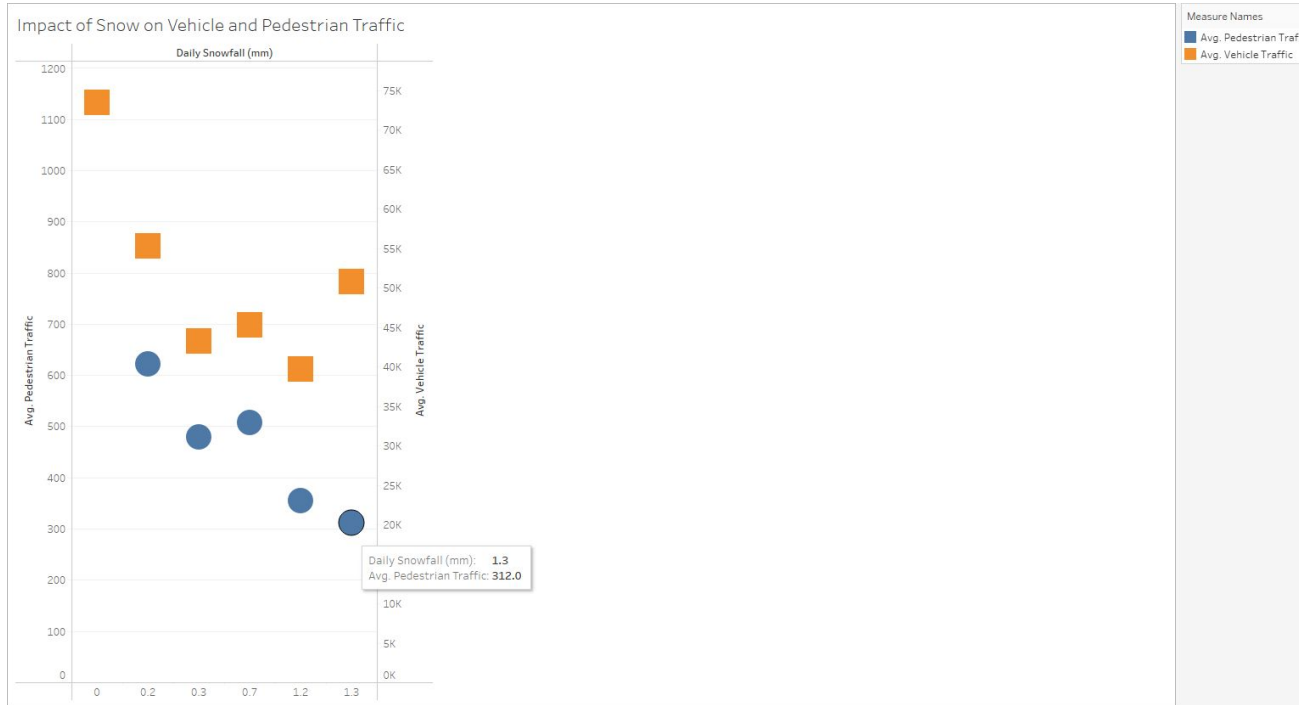 Impact of Snow on Vehicle and Pedestrian Traffic
Daily Snowfall (mm)
Avg. Pedestrian Traffic
1200
1100
1000
900
800
700
600
500
400
300
200
100
0
75K
70K
65K
60K
55K
50K
45K
40K
35K
30K
25K
20K
10K
5K
0K
Avg. Vehicle Traffic
Daily Snowfall (mm): 1.3
Avg. Pedestrian Traffic: 312.0
0 0.2 0.3 0.7 1.2 1.3
Measure Names
Avg. Pedestrian Traf
Avg. Vehicle Traffic